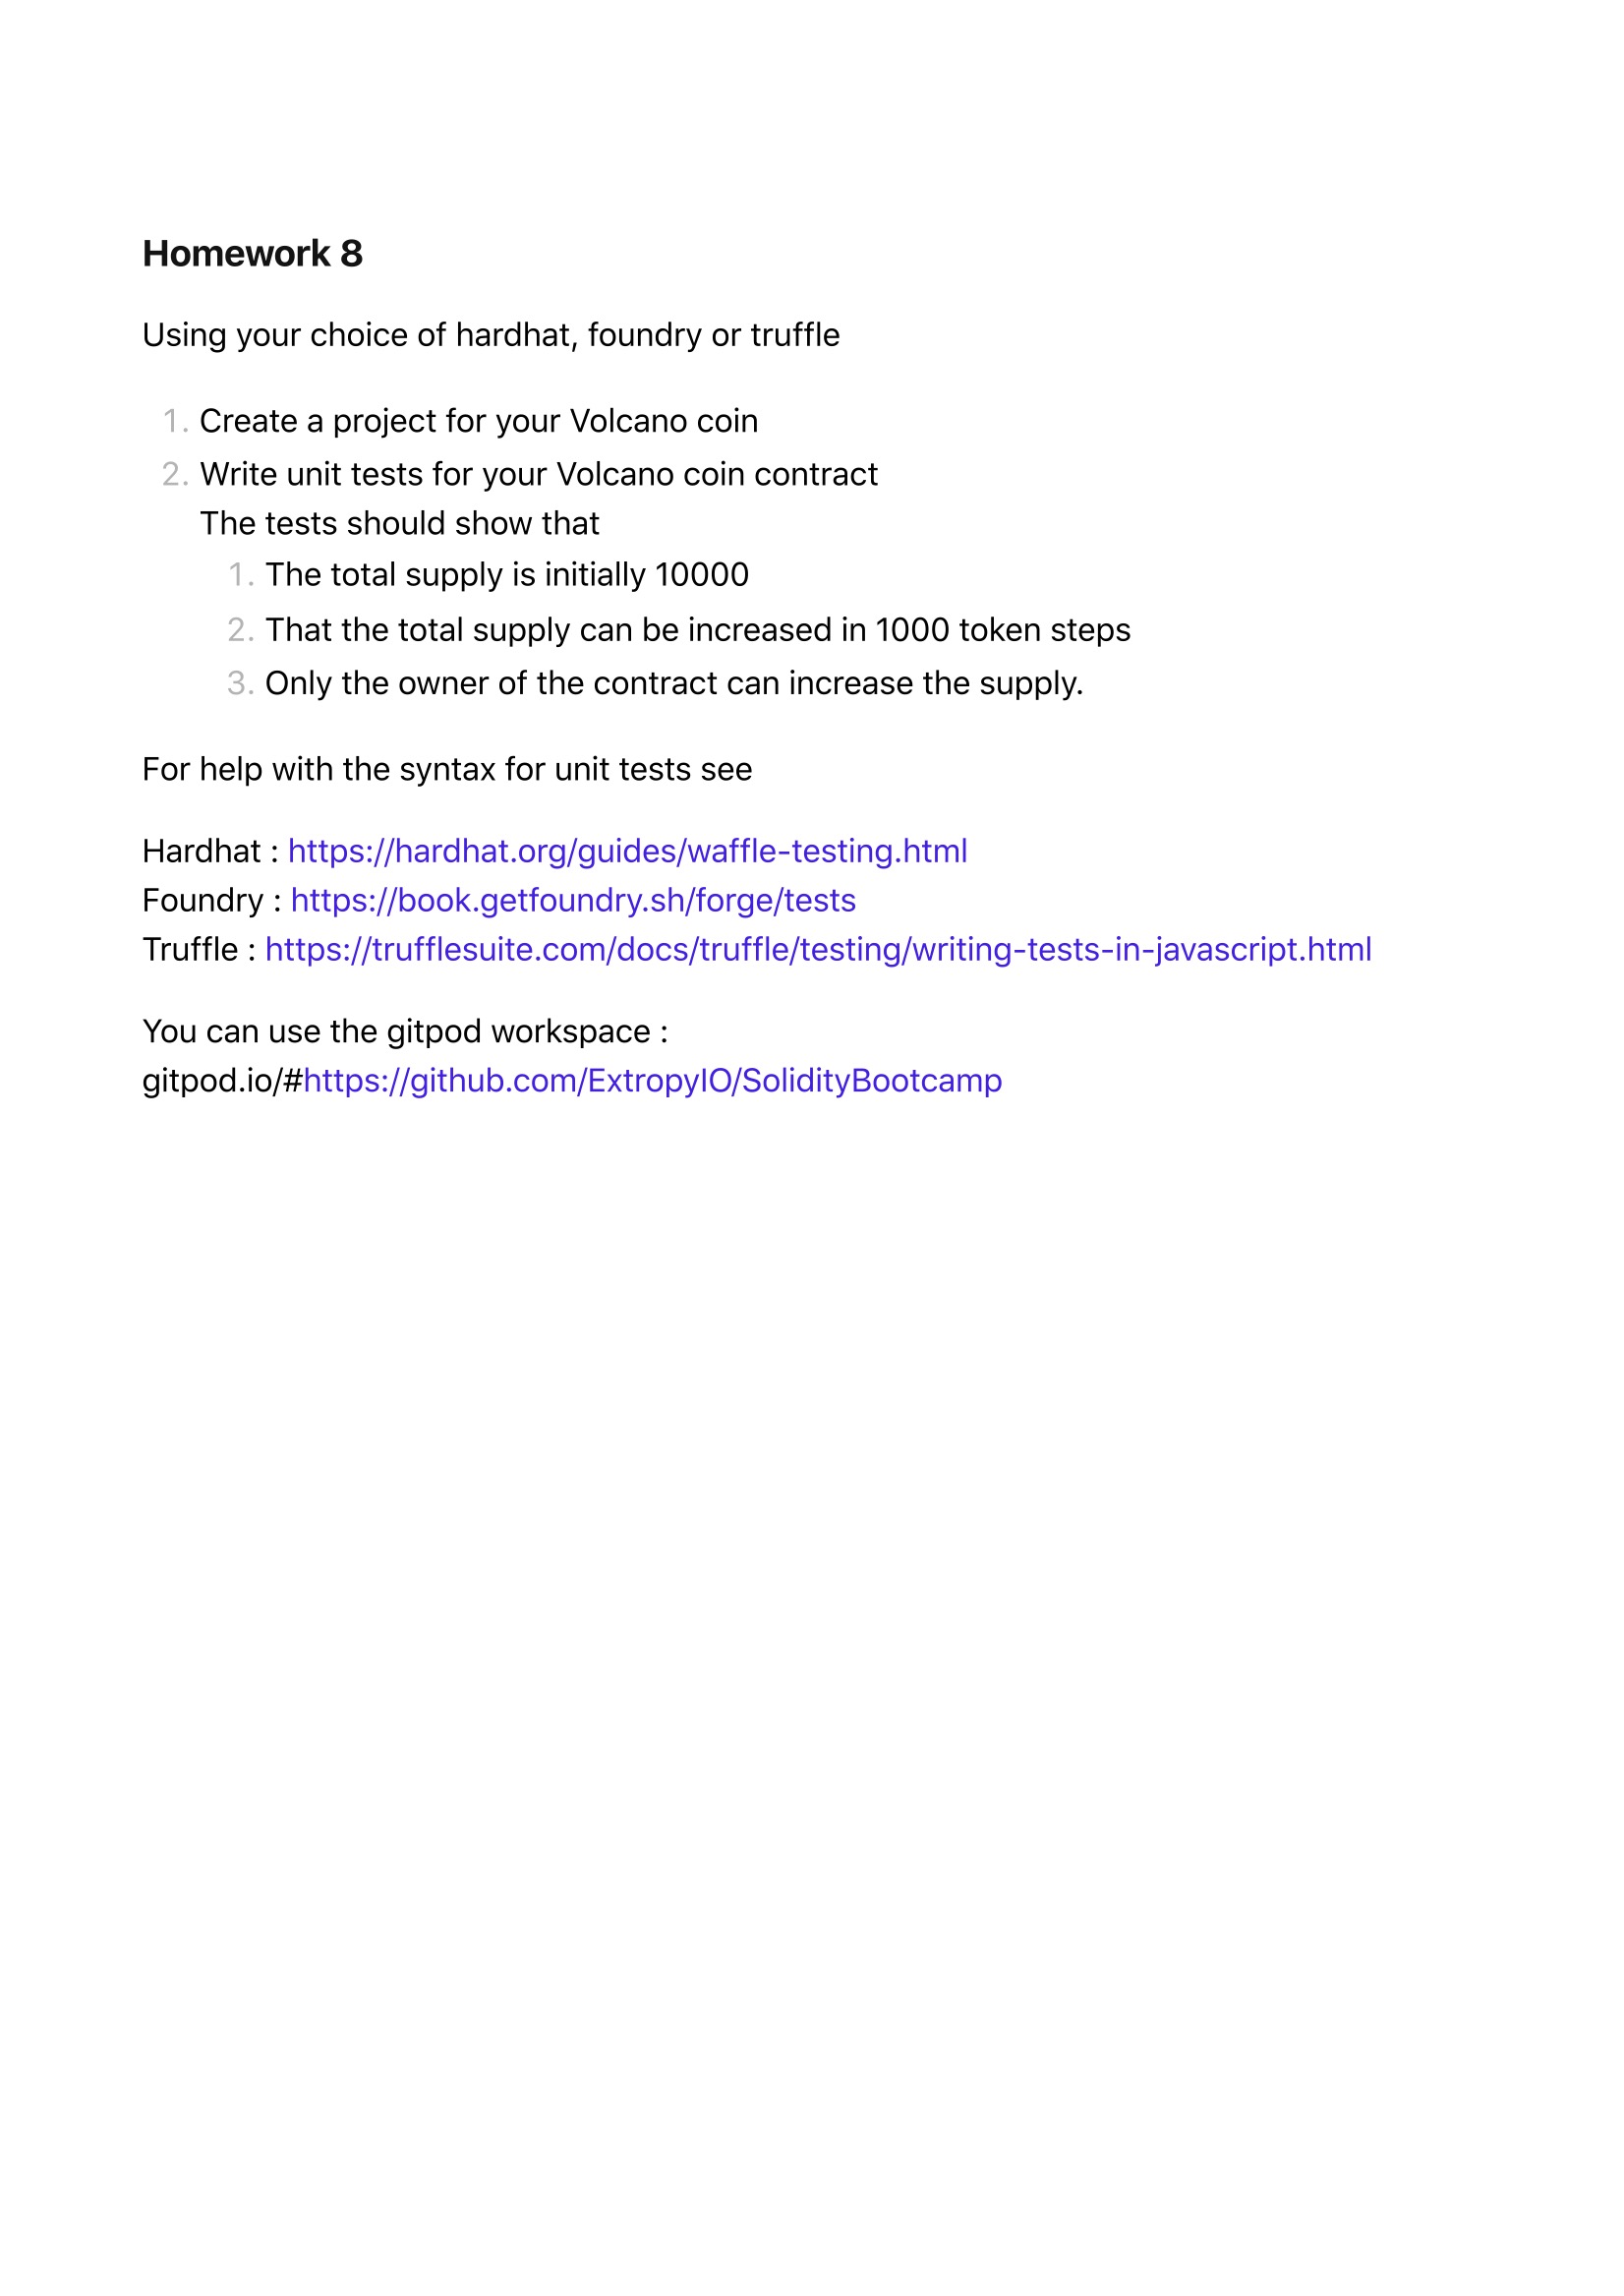 Homework 8
Using your choice of hardhat, foundry or truffle
1. Create a project for your Volcano coin
2. Write unit tests for your Volcano coin contract
The tests should show that
1. The total supply is initially 10000
2. That the total supply can be increased in 1000 token steps
3. Only the owner of the contract can increase the supply.
For help with the syntax for unit tests see
Hardhat : https://hardhat.org/guides/waffle-testing.html
Foundry : https://book.getfoundry.sh/forge/tests
Truffle : https://trufflesuite.com/docs/truffle/testing/writing-tests-in-javascript.html
You can use the gitpod workspace :
gitpod.io/#https://github.com/ExtropyIO/SolidityBootcamp